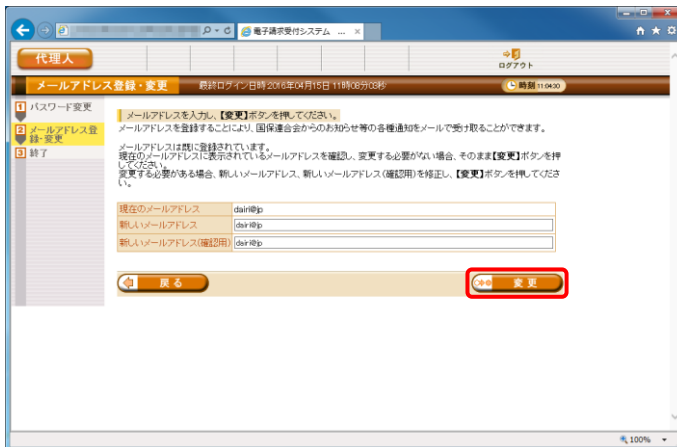 電子請求受付システム ...
代理人
ログアウト
メールアドレス登録・変更
最終ログイン日時:2016年04月15日 11時06分03秒
時刻 11:04:30
1 パスワード変更
2 メールアドレス登録・変更
3 終了
メールアドレスを入力し、【変更】ボタンを押してください。
メールアドレスを登録することにより、国保連合会からのお知らせ等の各種通知をメールで受け取ることができます。
メールアドレスは既に登録されています。
現在のメールアドレスに表示されているメールアドレスを確認し、変更する必要がない場合、そのまま【変更】ボタンを押
してください。
変更する必要がある場合、新しいメールアドレス、新しいメールアドレス(確認用)を修正し、【変更】ボタンを押してくださ
い。
現在のメールアドレス dairi@jp
新しいメールアドレス dairi@jp
新しいメールアドレス(確認用) dairi@jp
戻る
変更
100%